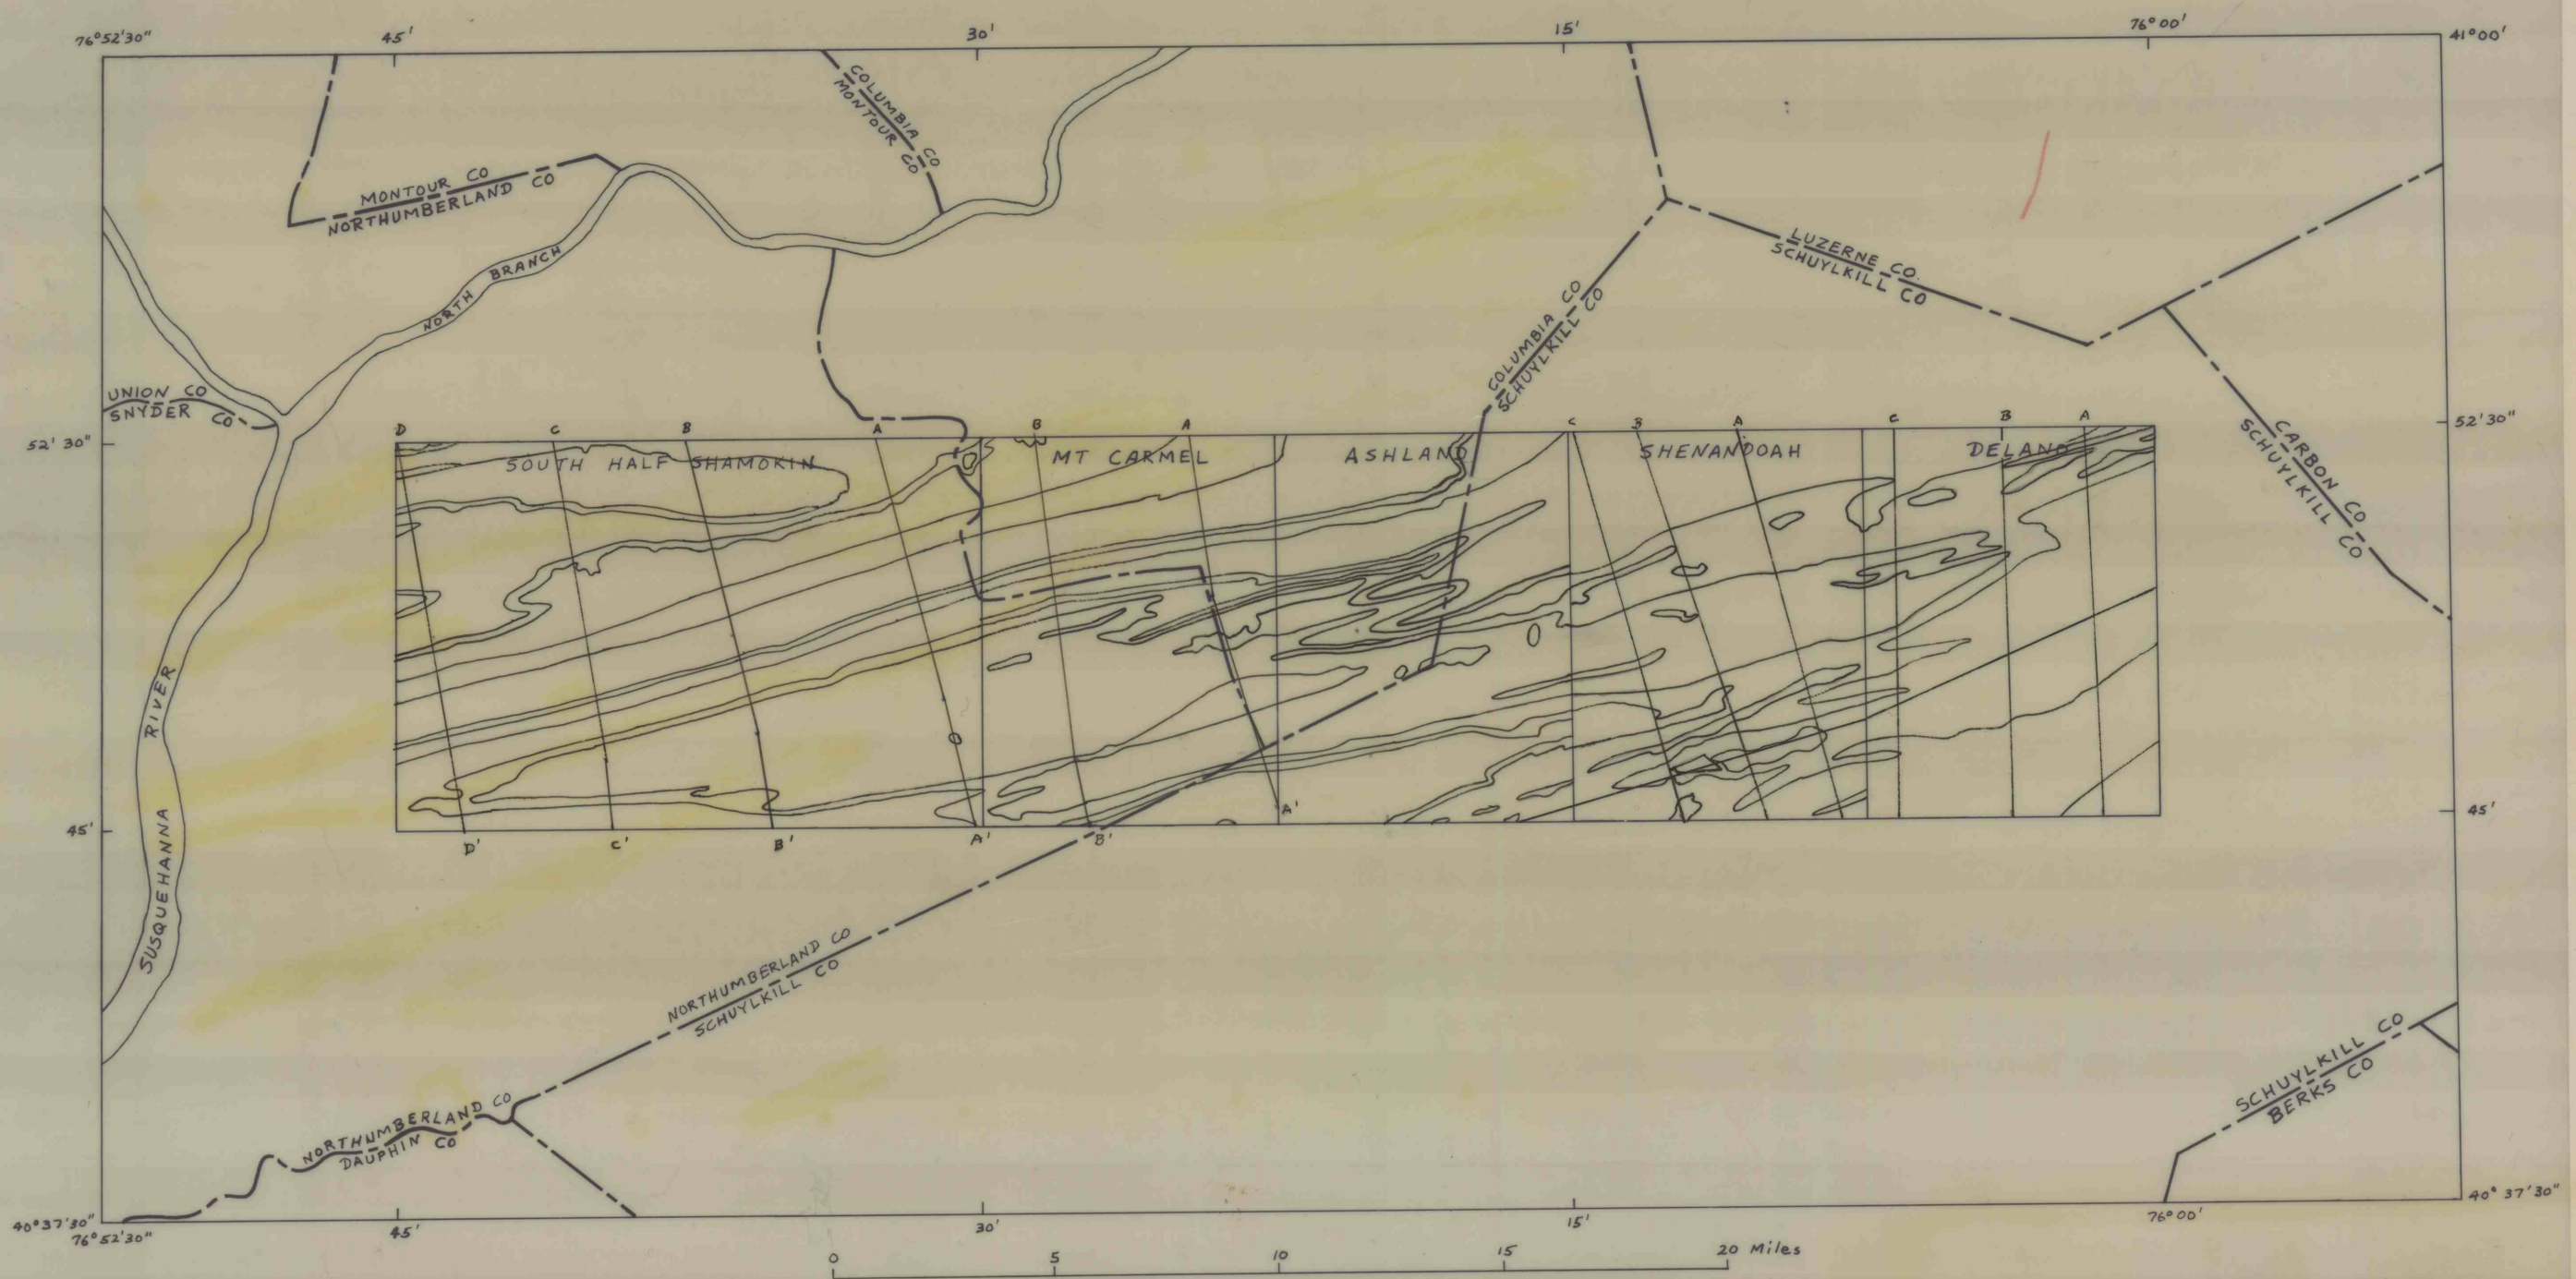 76°52'30"
45'
30'
15'
76°00'
41°00'
COLUMBIA CO
MONTOUR CO
MONTOUR CO
NORTHUMBERLAND CO
NORTH BRANCH
LUZERNE CO.
SCHUYLKILL CO
COLUMBIA CO
SCHUYLKILL CO
UNION CO
SNYDER CO
CARBON CO
SCHUYLKILL CO
52'30"
D
C
B
A
B
A
C
B
A
C
B
A
52'30"
SOUTH HALF SHAMOKIN
MT CARMEL
ASHLAND
SHENANDOAH
DELANO
SUSQUEHANNA RIVER
45'
D'
C'
B'
A'
B'
A'
45'
NORTHUMBERLAND CO
SCHUYLKILL CO
NORTHUMBERLAND CO
DAUPHIN CO
SCHUYLKILL CO
BERKS CO
40°37'30"
76°52'30"
45'
30'
15'
76°00'
40°37'30"
0 5 10 15 20 Miles